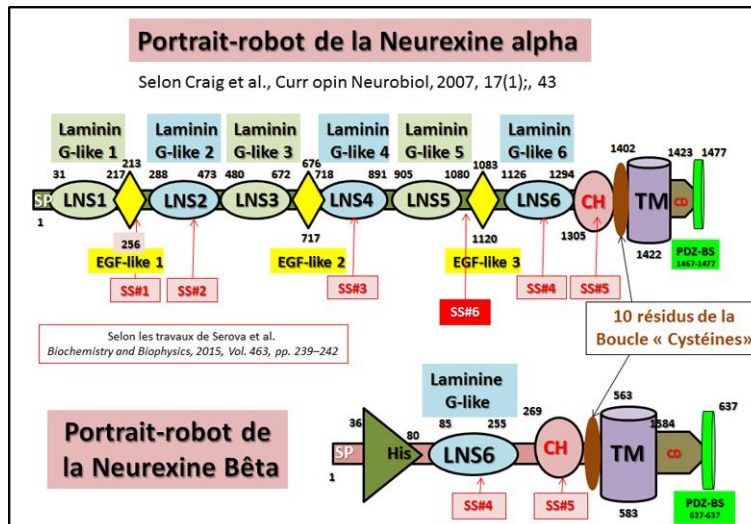 Portrait-robot de la Neurexine alpha
Selon Craig et al., Curr opin Neurobiol, 2007, 17(1);, 43
Laminin
G-like 1
Laminin
G-like 2
Laminin
G-like 3
Laminin
G-like 4
Laminin
G-like 5
Laminin
G-like 6
31
217
213
288
473
480
672
676
718
891
905
1080
1083
1126
1294
1402
1423
1477
SP
LNS1
LNS2
LNS3
LNS4
LNS5
LNS6
CH
TM
CD
1
256
717
1120
1305
1422
PDZ-BS
1467-1477
EGF-like 1
EGF-like 2
EGF-like 3
SS#1
SS#2
SS#3
SS#6
SS#4
SS#5
Selon les travaux de Serova et al.
Biochemistry and Biophysics, 2015, Vol. 463, pp. 239–242
10 résidus de la
Boucle « Cystéines»
Portrait-robot de
la Neurexine Bêta
Laminine
G-like
36
80
85
255
269
563
1584
637
SP
His
LNS6
CH
TM
CD
1
583
SS#4
SS#5
PDZ-BS
627-637